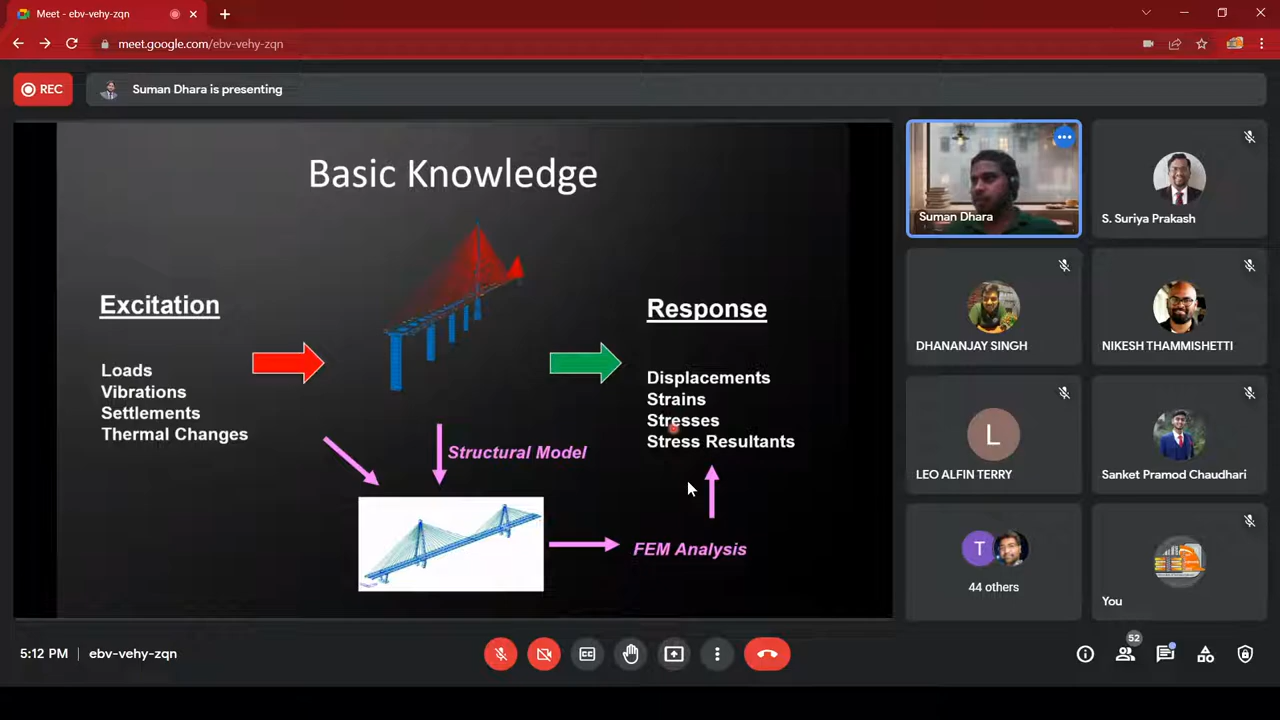 Meet - ebv-vehy-zqn
meet.google.com/ebv-vehy-zqn
REC
Suman Dhara is presenting
Basic Knowledge
Excitation
Loads
Vibrations
Settlements
Thermal Changes
Response
Displacements
Strains
Stresses
Stress Resultants
Structural Model
FEM Analysis
Suman Dhara
S. Suriya Prakash
DHANANJAY SINGH
NIKESH THAMMISHETTI
L
LEO ALFIN TERRY
Sanket Pramod Chaudhari
T
44 others
You
5:12 PM
ebv-vehy-zqn
52